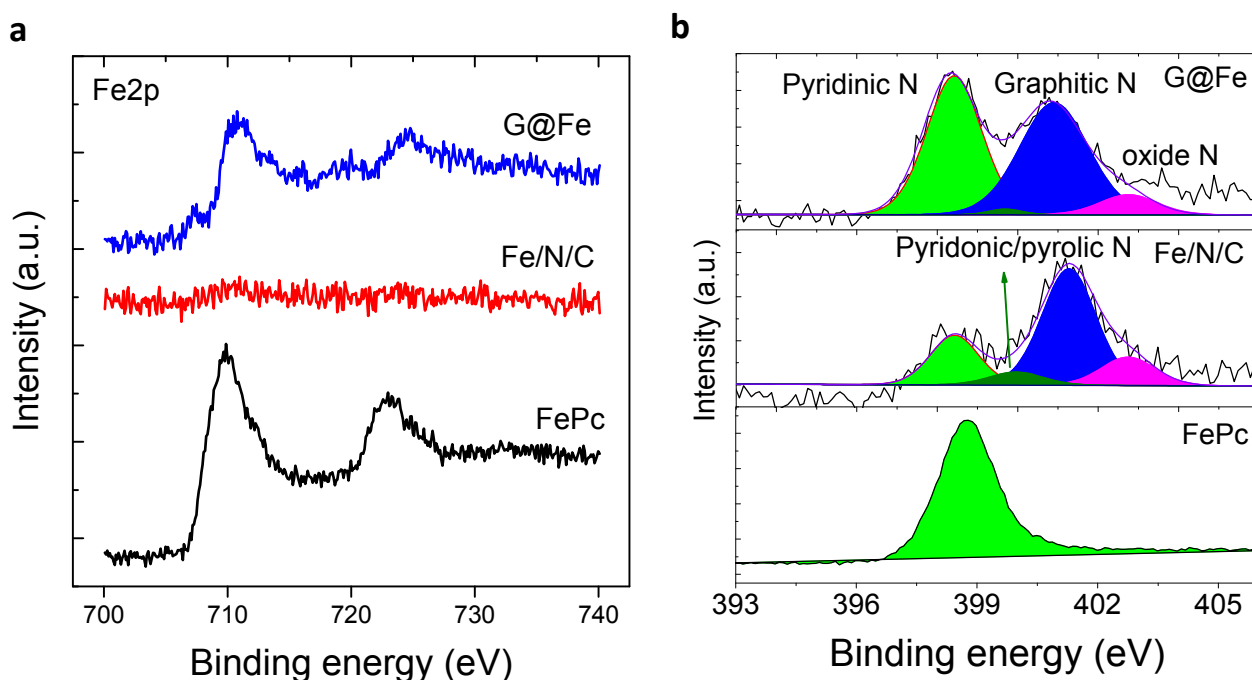 a
Fe2p
G@Fe
Fe/N/C
FePc
Intensity (a.u.)
700 710 720 730 740
Binding energy (eV)
b
Pyridinic N Graphitic N G@Fe
oxide N
Pyridonic/pyrolic N Fe/N/C
FePc
Intensity (a.u.)
393 396 399 402 405
Binding energy (eV)